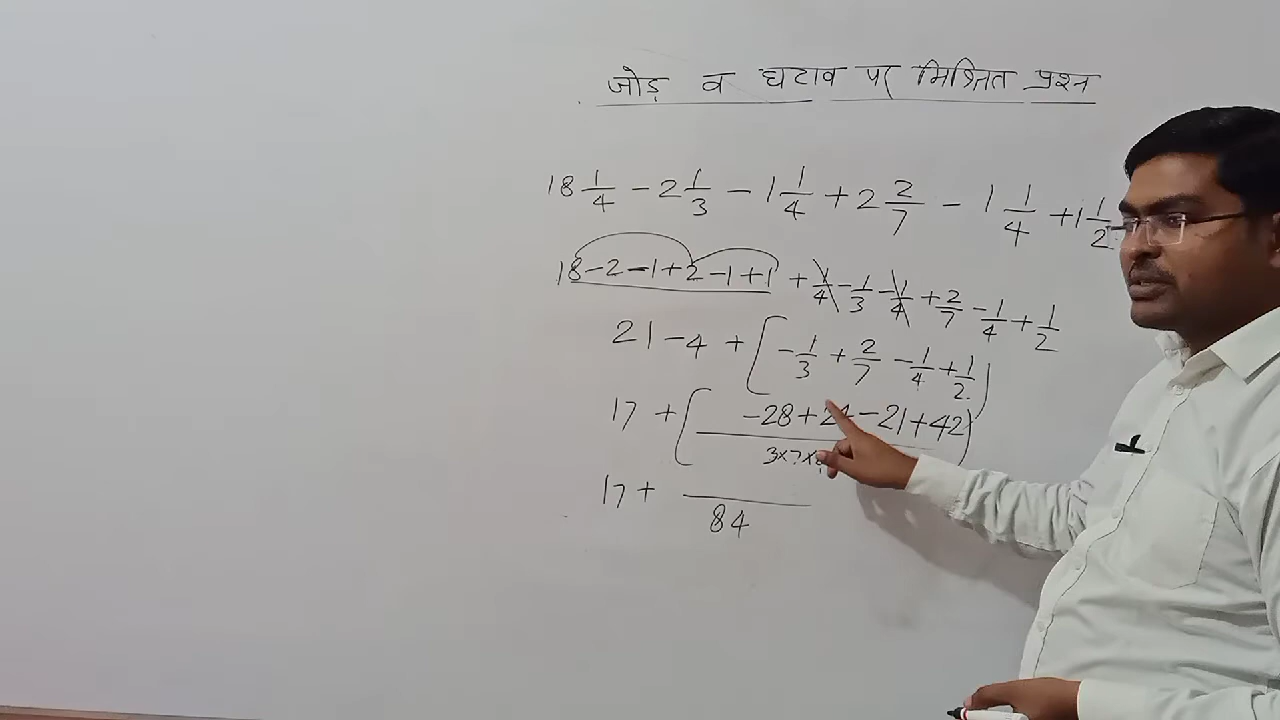 जोड़ व घटाव पर मिश्रित प्रश्न
18 1/4 - 2 1/3 - 1 1/4 + 2 2/7 - 1 1/4 + 1 1/2
18 - 2 - 1 + 2 - 1 + 1 + 1/4 - 1/3 - 1/4 + 2/7 - 1/4 + 1/2
21 - 4 + [ - 1/3 + 2/7 - 1/4 + 1/2 )
17 + [ -28 + 24 - 21 + 42 ) / 3×7×
17 + / 84